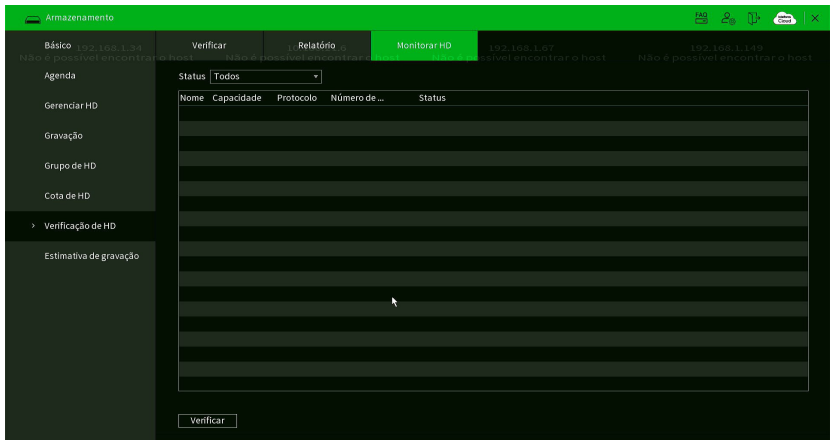 Armazenamento
FAQ
intelbras Cloud
Básico
Verificar
Relatório
Monitorar HD
192.168.1.34
192.168.1.67
192.168.1.149
Não é possível encontrar o host
Não é possível encontrar o host
Não é possível encontrar o host
Não é possível encontrar o host
Agenda
Status Todos
Gerenciar HD
Nome Capacidade Protocolo Número de ... Status
Gravação
Grupo de HD
Cota de HD
> Verificação de HD
Estimativa de gravação
Verificar